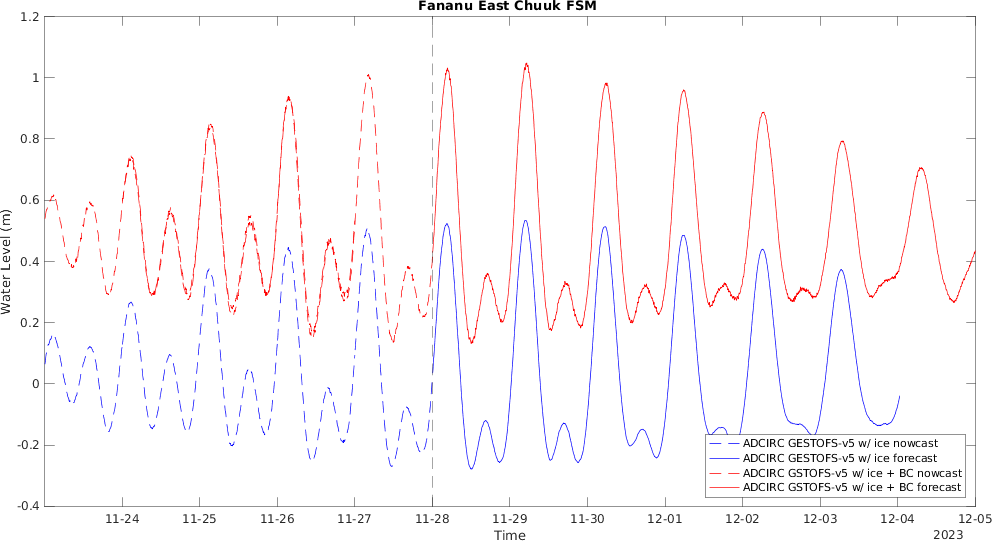 Fananu East Chuuk FSM
1.2
1
0.8
0.6
0.4
0.2
0
-0.2
-0.4
Water Level (m)
ADCIRC GESTOFS-v5 w/ ice nowcast
ADCIRC GESTOFS-v5 w/ ice forecast
ADCIRC GSTOFS-v5 w/ ice + BC nowcast
ADCIRC GSTOFS-v5 w/ ice + BC forecast
11-24 11-25 11-26 11-27 11-28 11-29 11-30 12-01 12-02 12-03 12-04 12-05
Time
2023